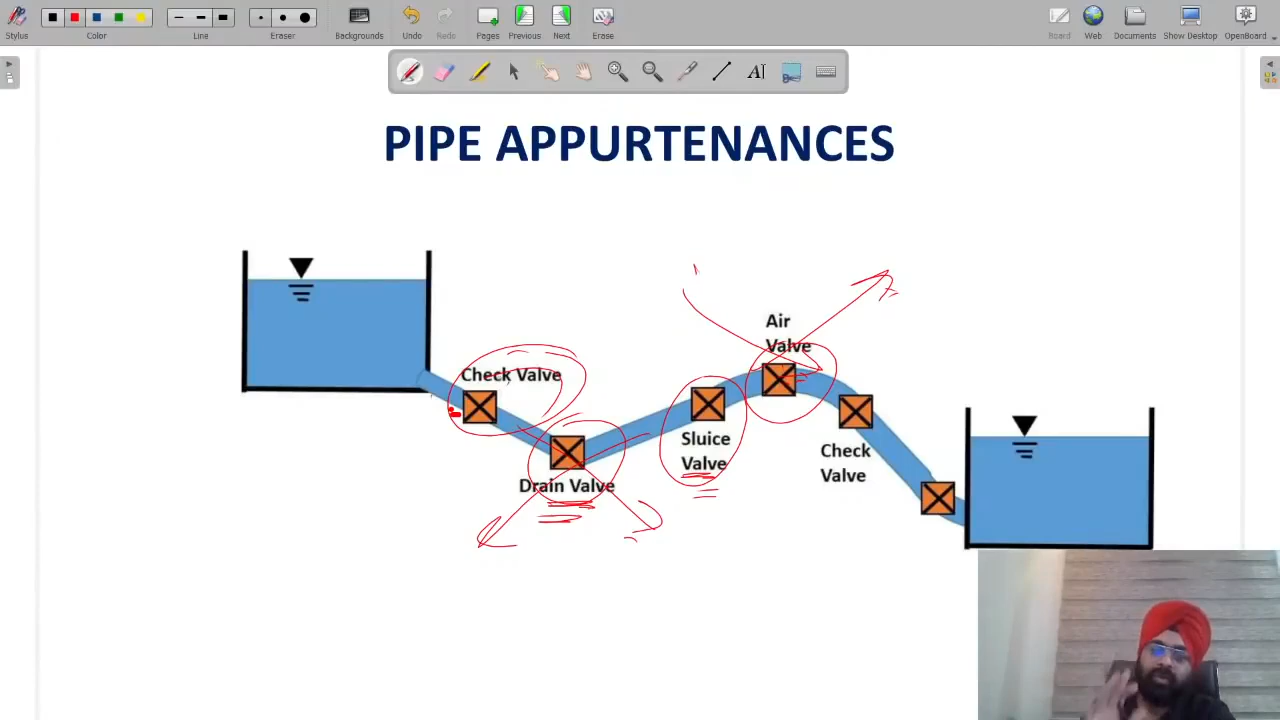 Stylus
Color
Line
Eraser
Backgrounds
Undo
Redo
Pages
Previous
Next
Erase
Board
Web
Documents
Show Desktop
OpenBoard
PIPE APPURTENANCES
Air
Valve
Check Valve
Sluice
Valve
Check
Valve
Drain Valve